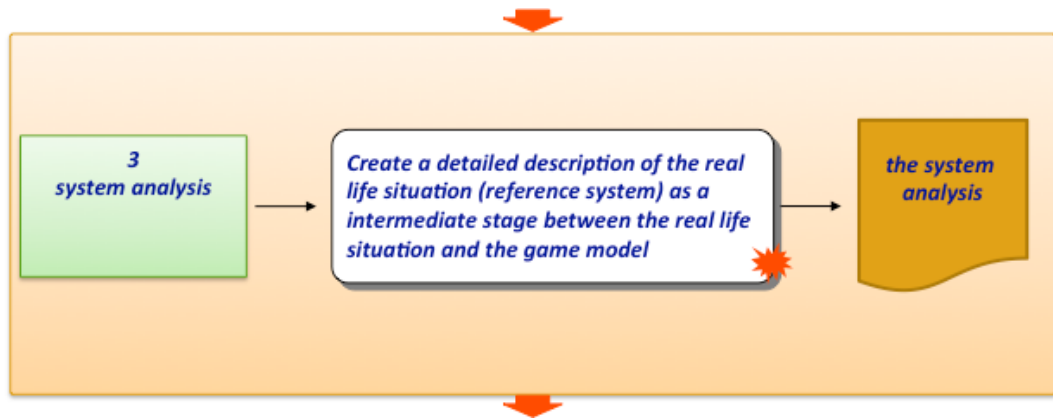 3
system analysis
Create a detailed description of the real
life situation (reference system) as a
intermediate stage between the real life
situation and the game model
the system
analysis